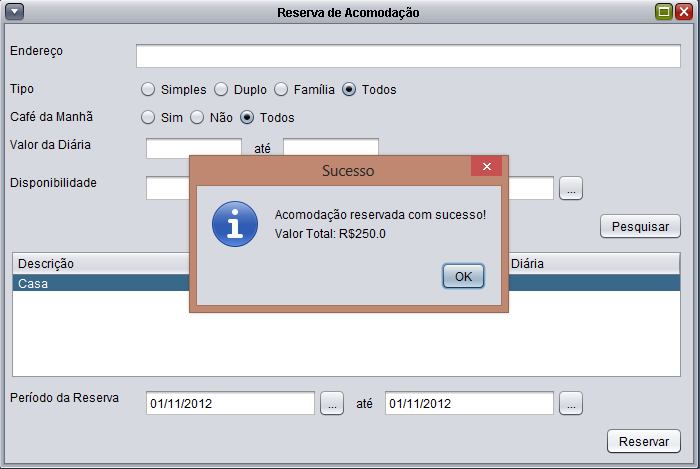 Reserva de Acomodação
Endereço
Tipo Simples Duplo Família Todos
Café da Manhã Sim Não Todos
Valor da Diária até
Disponibilidade ...
Pesquisar
Sucesso
Acomodação reservada com sucesso!
Valor Total: R$250.0
OK
Descrição Diária
Casa
Período da Reserva 01/11/2012 ... até 01/11/2012 ...
Reservar